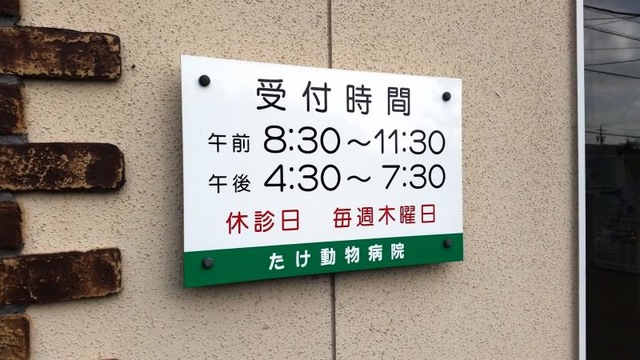 受付時間
午前 8:30～11:30
午後 4:30～7:30
休診日 毎週木曜日
たけ動物病院